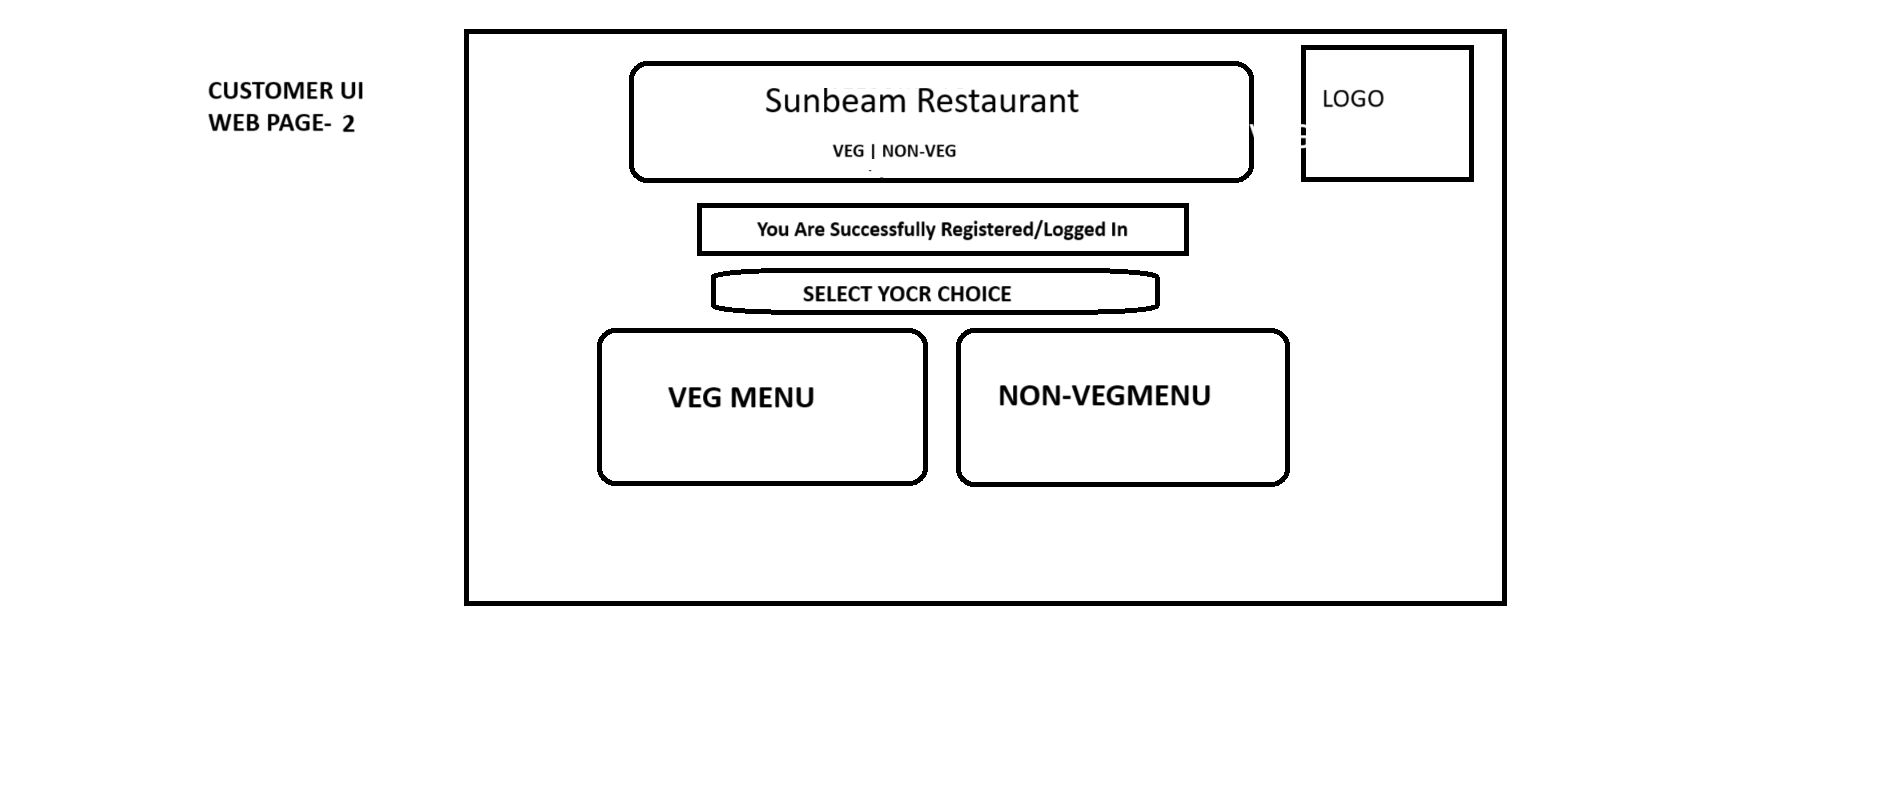 CUSTOMER UI
WEB PAGE- 2
Sunbeam Restaurant
VEG | NON-VEG
LOGO
You Are Successfully Registered/Logged In
SELECT YOCR CHOICE
VEG MENU
NON-VEGMENU